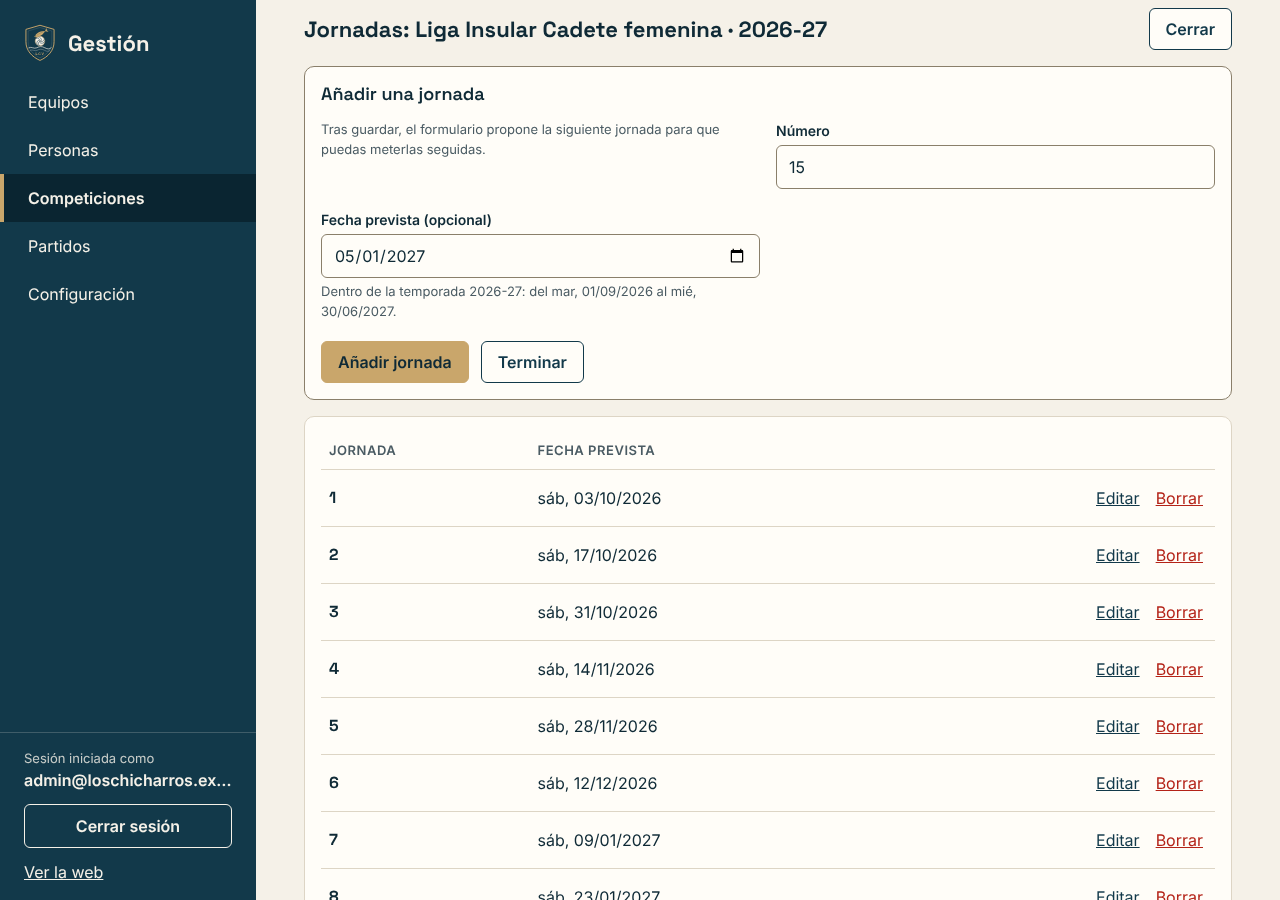 Gestión
Equipos
Personas
Competiciones
Partidos
Configuración
Sesión iniciada como
admin@loschicharros.ex...
Cerrar sesión
Ver la web
Jornadas: Liga Insular Cadete femenina · 2026-27
Cerrar
Añadir una jornada
Tras guardar, el formulario propone la siguiente jornada para que
puedas meterlas seguidas.
Número
15
Fecha prevista (opcional)
05/01/2027
Dentro de la temporada 2026-27: del mar, 01/09/2026 al mié,
30/06/2027.
Añadir jornada Terminar
JORNADA FECHA PREVISTA
1 sáb, 03/10/2026 Editar Borrar
2 sáb, 17/10/2026 Editar Borrar
3 sáb, 31/10/2026 Editar Borrar
4 sáb, 14/11/2026 Editar Borrar
5 sáb, 28/11/2026 Editar Borrar
6 sáb, 12/12/2026 Editar Borrar
7 sáb, 09/01/2027 Editar Borrar
8 sáb, 23/01/2027 Editar Borrar